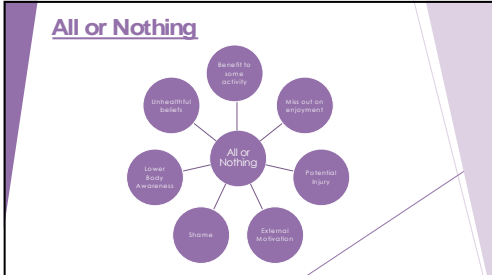 All or Nothing
Benefit to
some
activity
Miss out on
enjoyment
Potential
Injury
External
Motivation
Shame
Lower
Body
Awareness
Unhealthful
beliefs
All or
Nothing